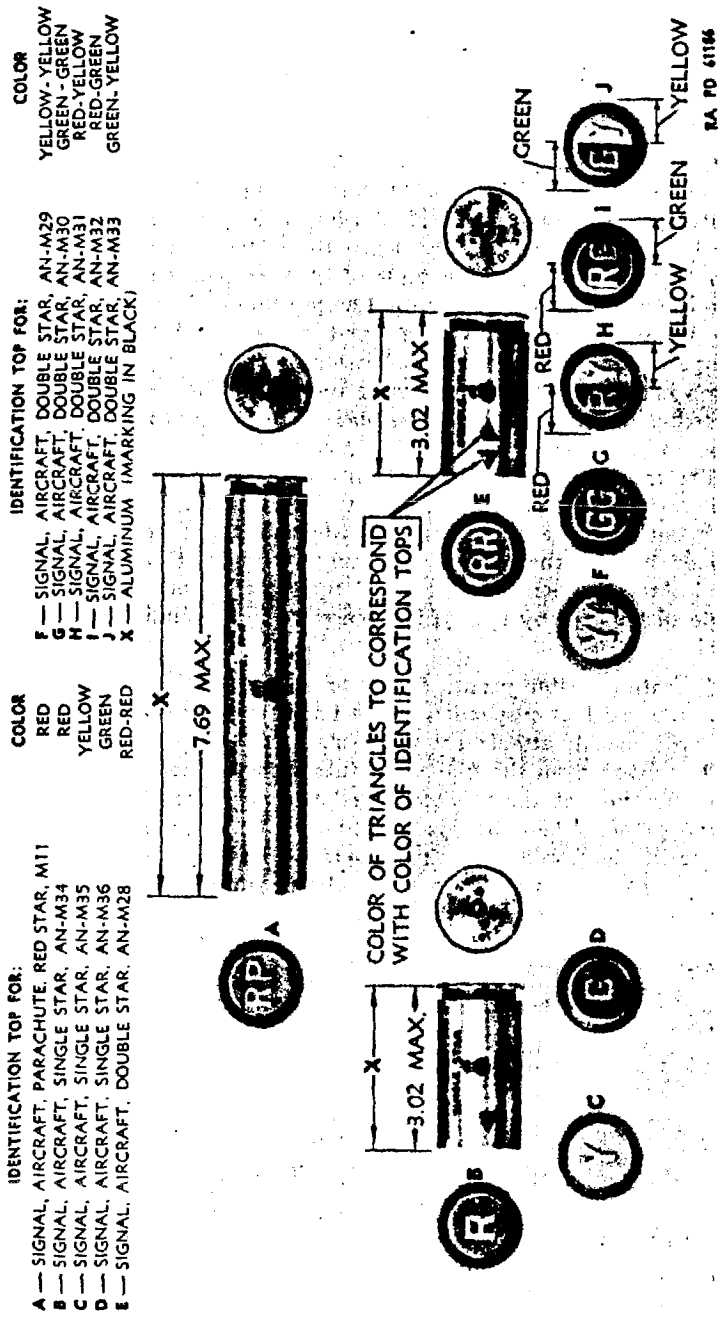 IDENTIFICATION TOP FOR: COLOR
A — SIGNAL, AIRCRAFT, PARACHUTE, RED STAR, M11 RED
B — SIGNAL, AIRCRAFT, SINGLE STAR, AN-M34 RED
C — SIGNAL, AIRCRAFT, SINGLE STAR, AN-M35 YELLOW
D — SIGNAL, AIRCRAFT, SINGLE STAR, AN-M36 GREEN
E — SIGNAL, AIRCRAFT, DOUBLE STAR, AN-M28 RED-RED
IDENTIFICATION TOP FOR: COLOR
F — SIGNAL, AIRCRAFT, DOUBLE STAR, AN-M29 YELLOW-YELLOW
G — SIGNAL, AIRCRAFT, DOUBLE STAR, AN-M30 GREEN-GREEN
H — SIGNAL, AIRCRAFT, DOUBLE STAR, AN-M31 RED-YELLOW
I — SIGNAL, AIRCRAFT, DOUBLE STAR, AN-M32 RED-GREEN
J — SIGNAL, AIRCRAFT, DOUBLE STAR, AN-M33 GREEN-YELLOW
X — ALUMINUM (MARKING IN BLACK)
X
7.69 MAX.
RP
A
COLOR OF TRIANGLES TO CORRESPOND
WITH COLOR OF IDENTIFICATION TOPS
X
3.02 MAX.
SINGLE STAR
R
B
X
3.02 MAX.
RR
E
Y
C
G
D
YY
F
GG
G
RED
RY
H
YELLOW
RED
RG
I
GREEN
GREEN
GY
J
YELLOW
RA PD 61186